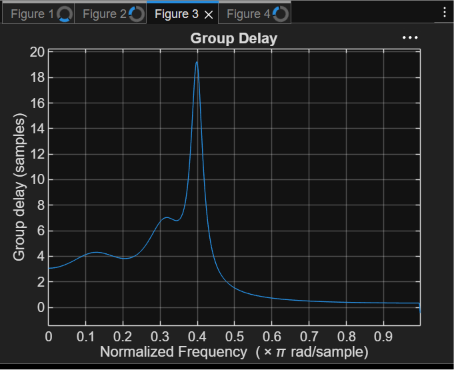 Figure 1 Figure 2 Figure 3 × Figure 4
Group Delay
Group delay (samples)
20
18
16
14
12
10
8
6
4
2
0
0 0.1 0.2 0.3 0.4 0.5 0.6 0.7 0.8 0.9
Normalized Frequency (× π rad/sample)